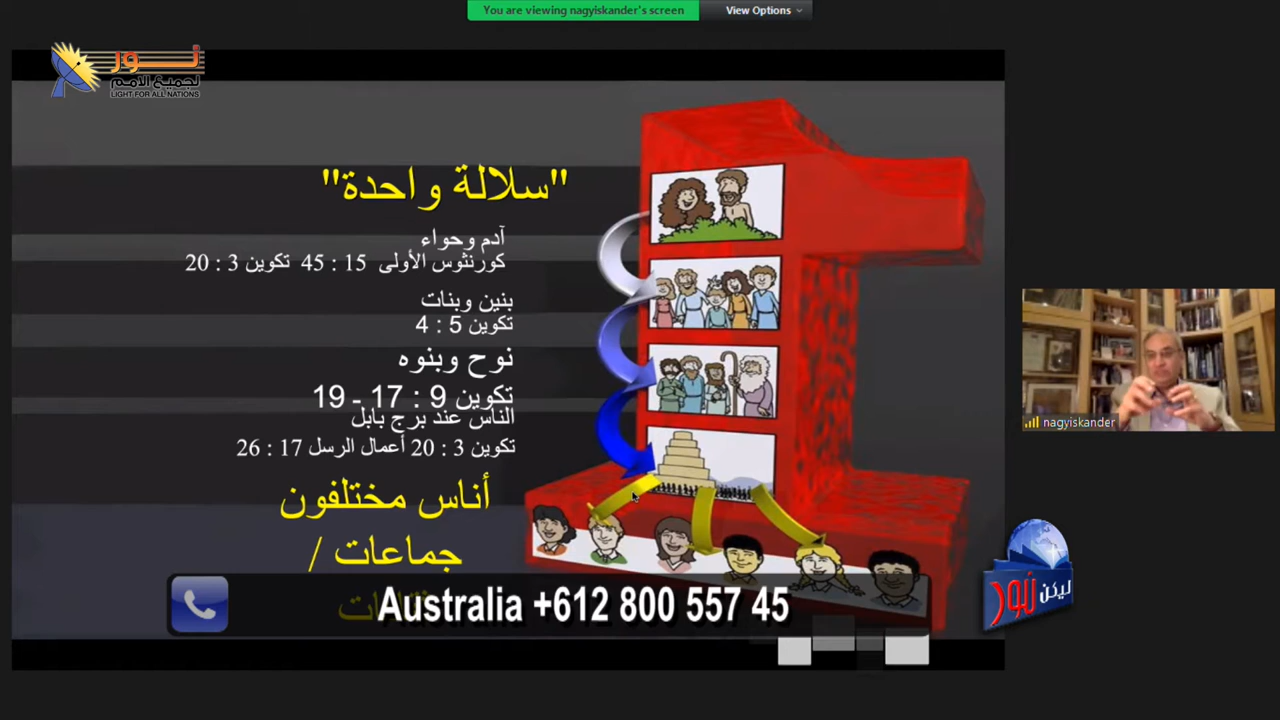 You are viewing nagyiskander's screen
View Options
نور
لجميع الامم
LIGHT FOR ALL NATIONS
"سلالة واحدة"
آدم وحواء
كورنثوس الأولى 15 : 45 تكوين 3 : 20
بنين وبنات
تكوين 5 : 4
نوح وبنوه
تكوين 9 : 17 - 19
الناس عند برج بابل
تكوين 3 : 20 أعمال الرسل 17 : 26
أناس مختلفون
جماعات /
Australia +612 800 557 45
ليكن نور
nagyiskander